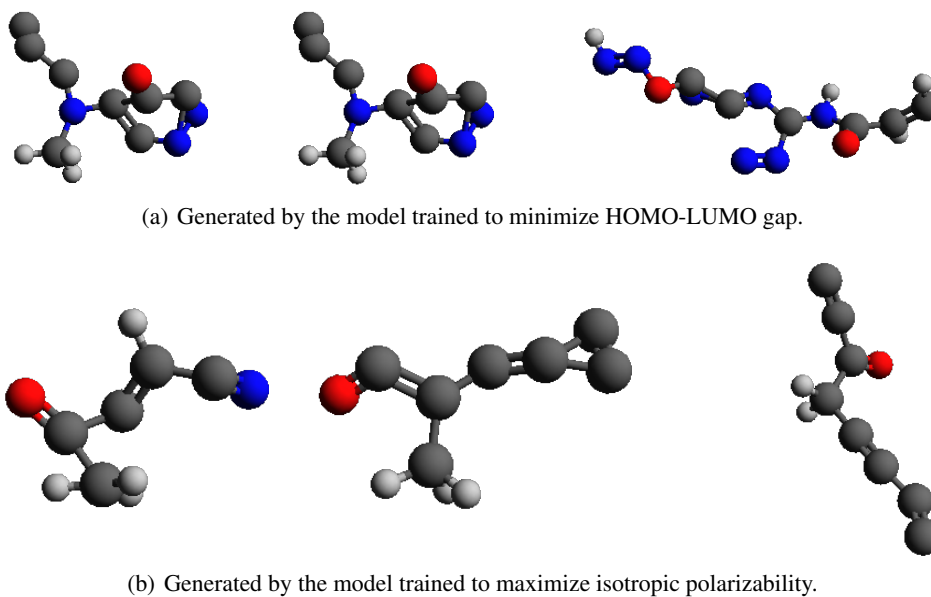 (a) Generated by the model trained to minimize HOMO-LUMO gap.
(b) Generated by the model trained to maximize isotropic polarizability.